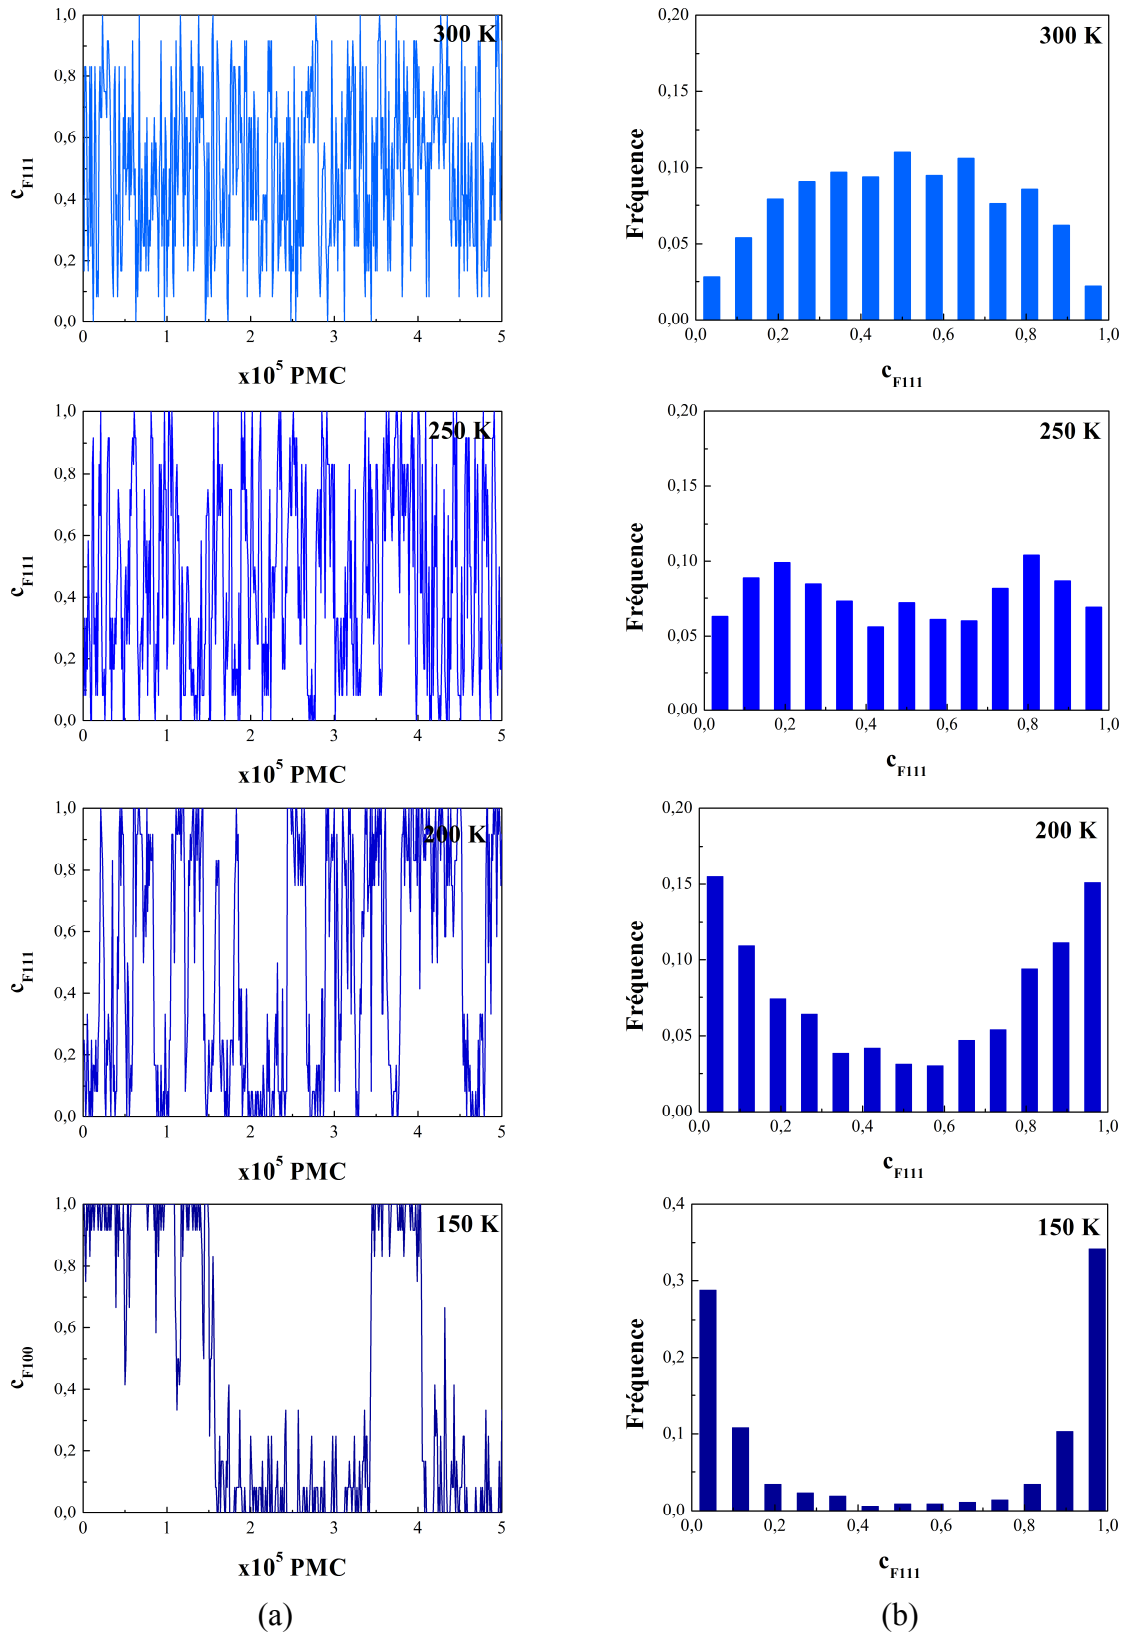 1,0
0,8
0,6
0,4
0,2
0,0
c_F111
300 K
0 1 2 3 4 5
x10^5 PMC
0,20
0,15
0,10
0,05
0,00
Fréquence
300 K
0,0 0,2 0,4 0,6 0,8 1,0
c_F111
1,0
0,8
0,6
0,4
0,2
0,0
c_F111
250 K
0 1 2 3 4 5
x10^5 PMC
0,20
0,15
0,10
0,05
0,00
Fréquence
250 K
0,0 0,2 0,4 0,6 0,8 1,0
c_F111
1,0
0,8
0,6
0,4
0,2
0,0
c_F111
200 K
0 1 2 3 4 5
x10^5 PMC
0,20
0,15
0,10
0,05
0,00
Fréquence
200 K
0,0 0,2 0,4 0,6 0,8 1,0
c_F111
1,0
0,8
0,6
0,4
0,2
0,0
c_F100
150 K
0 1 2 3 4 5
x10^5 PMC
0,4
0,3
0,2
0,1
0,0
Fréquence
150 K
0,0 0,2 0,4 0,6 0,8 1,0
c_F111
(a) (b)